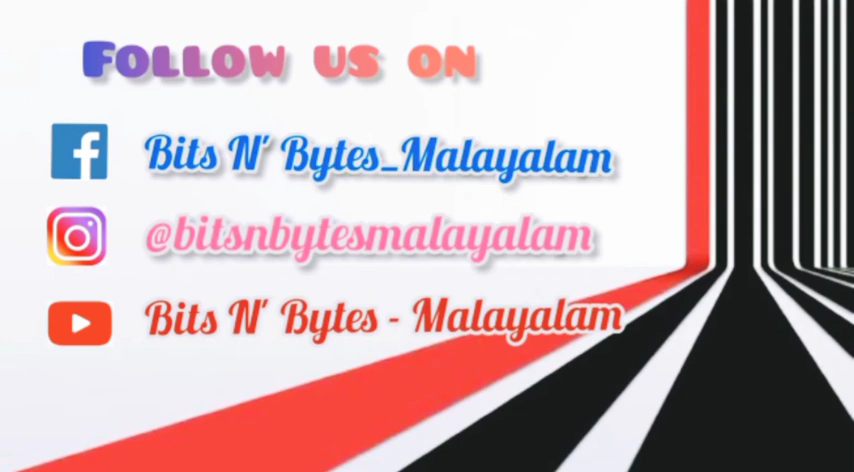 Follow us on
Bits N' Bytes_Malayalam
@bitsnbytesmalayalam
Bits N' Bytes - Malayalam